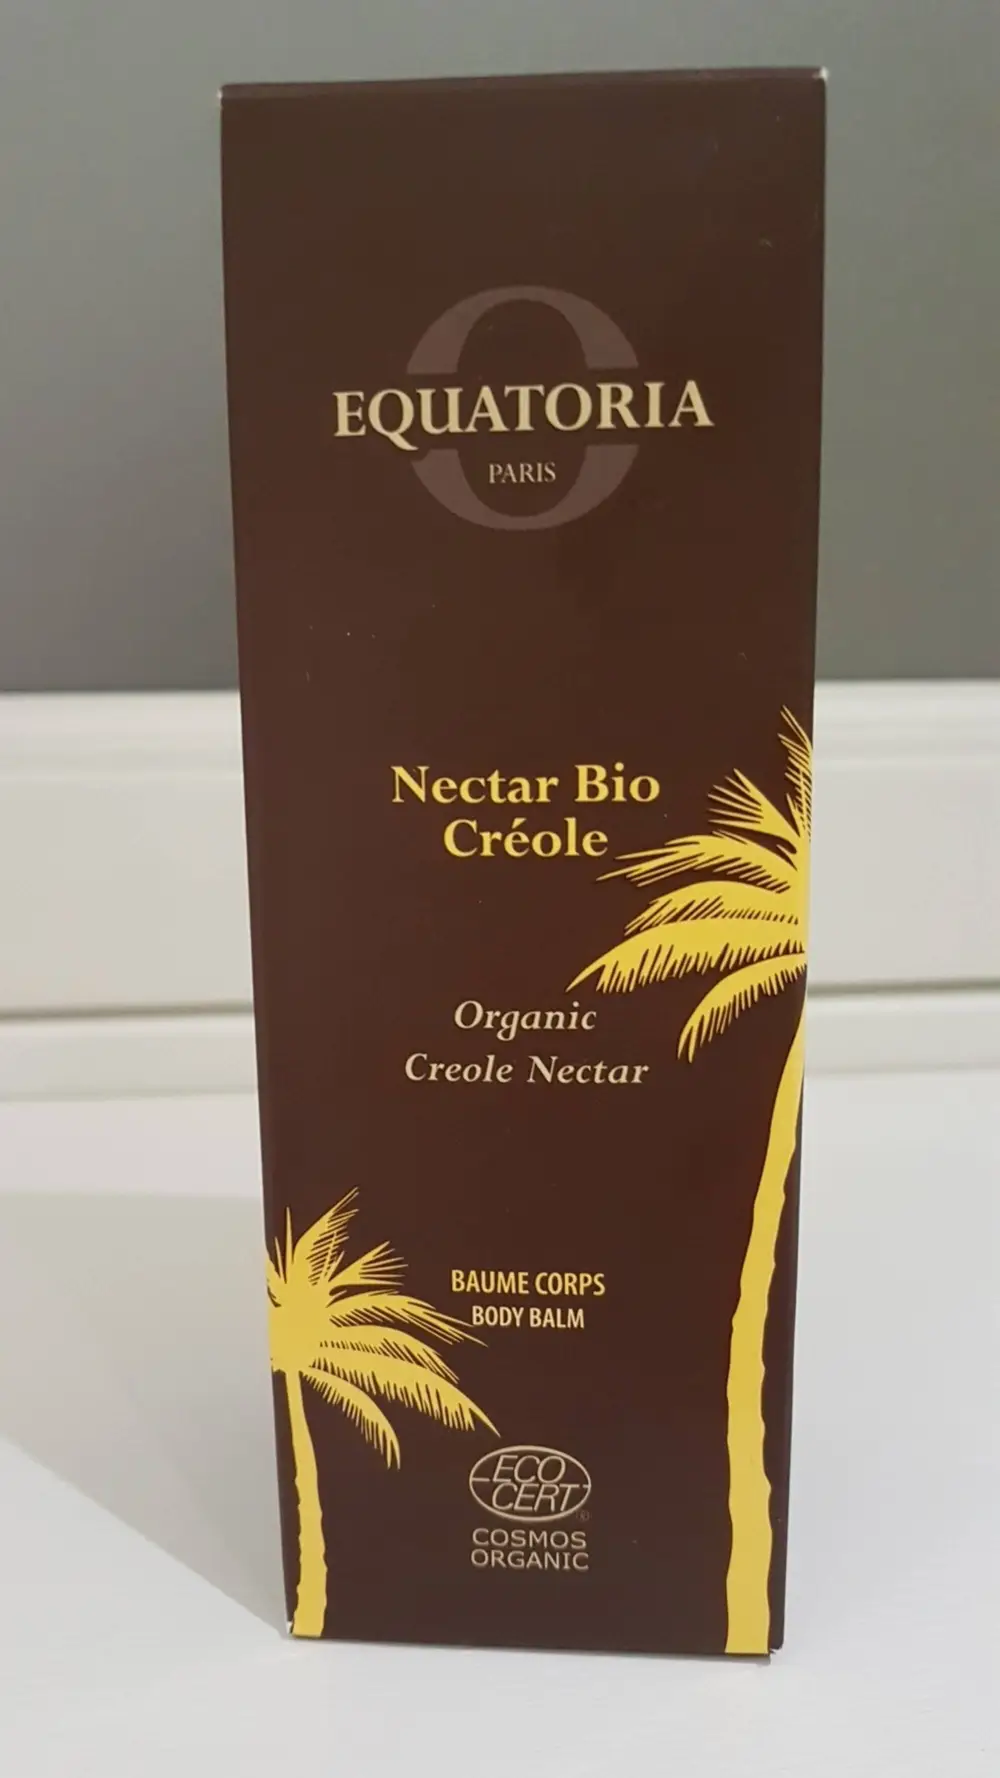 EQUATORIA
PARIS
Nectar Bio
Créole
Organic
Creole Nectar
BAUME CORPS
BODY BALM
ECO
CERT®
COSMOS
ORGANIC